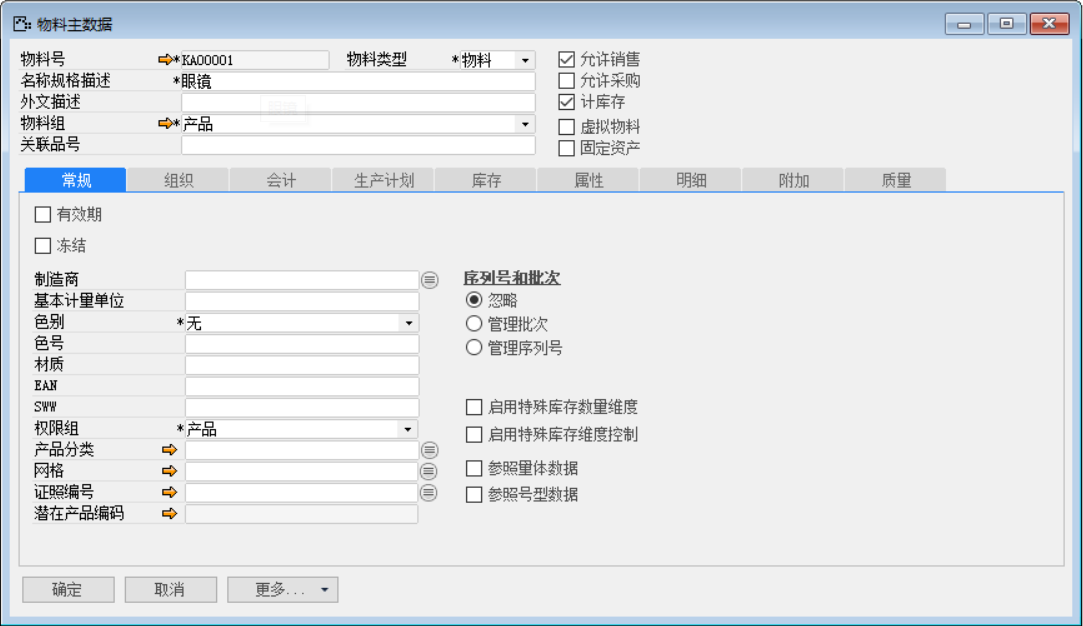 物料主数据
物料号 *KA00001 物料类型 *物料 允许销售
名称规格描述 *眼镜 允许采购
外文描述 计库存
物料组 *产品 虚拟物料
关联品号 固定资产
常规 组织 会计 生产计划 库存 属性 明细 附加 质量
有效期
冻结
制造商 序列号和批次
基本计量单位 忽略
色别 *无 管理批次
色号 管理序列号
材质
EAN
SWW 启用特殊库存数量维度
权限组 *产品 启用特殊库存维度控制
产品分类
网格 参照量体数据
证照编号 参照号型数据
潜在产品编码
确定 取消 更多...